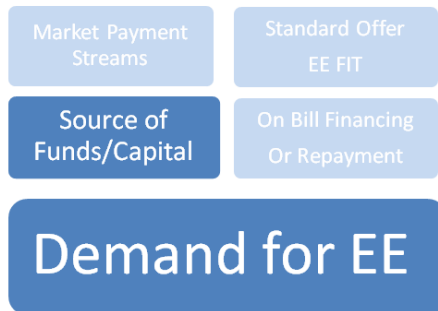 Market Payment
Streams
Standard Offer
EE FIT
Source of
Funds/Capital
On Bill Financing
Or Repayment
Demand for EE